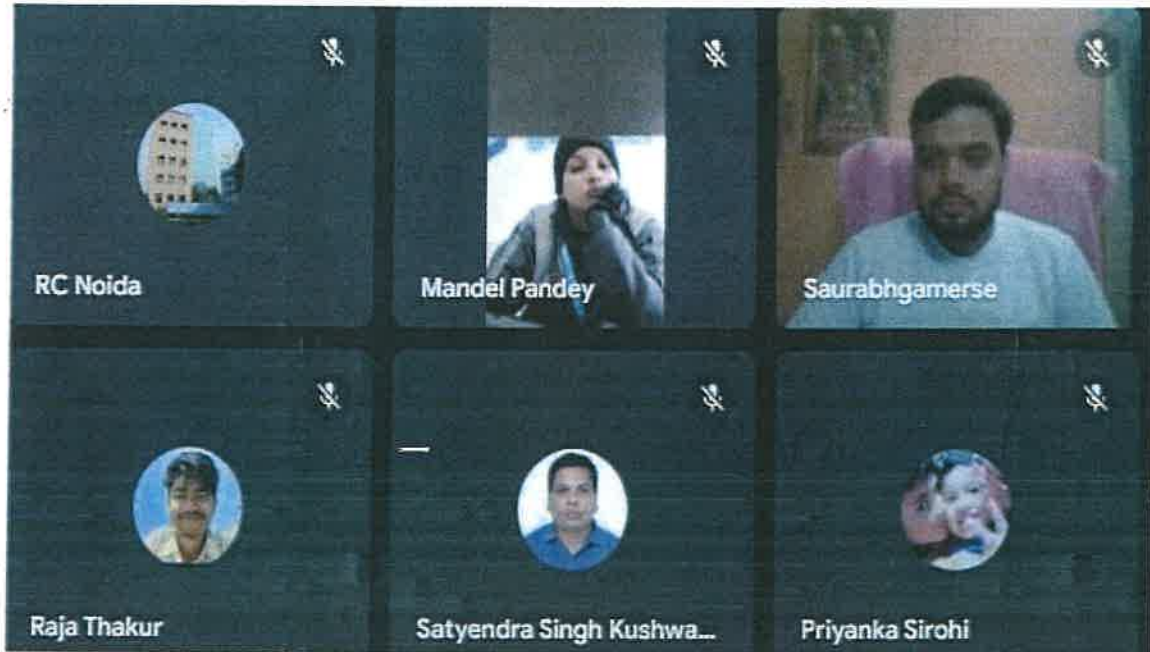 RC Noida
Mandel Pandey
Saurabhgamerse
Raja Thakur
Satyendra Singh Kushwa...
Priyanka Sirohi